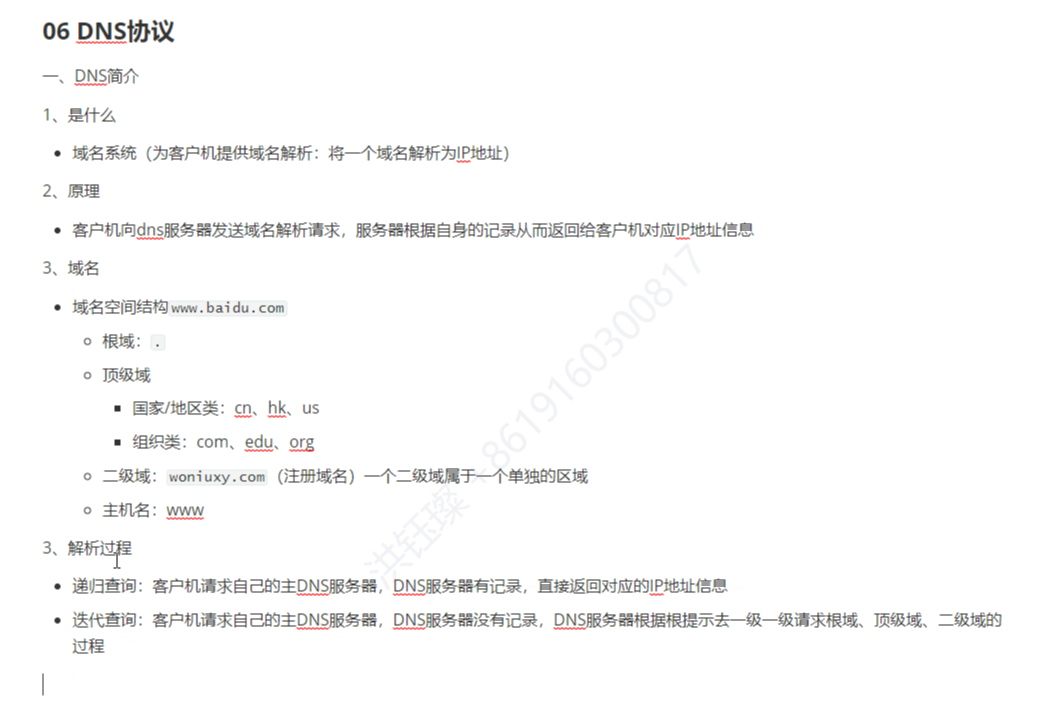 06 DNS协议
一、DNS简介
1、是什么
域名系统（为客户机提供域名解析：将一个域名解析为IP地址）
2、原理
客户机向dns服务器发送域名解析请求，服务器根据自身的记录从而返回给客户机对应IP地址信息
3、域名
域名空间结构www.baidu.com
根域：.
顶级域
国家/地区类：cn、hk、us
组织类：com、edu、org
二级域：woniuxy.com（注册域名）一个二级域属于一个单独的区域
主机名：www
3、解析过程
递归查询：客户机请求自己的主DNS服务器，DNS服务器有记录，直接返回对应的IP地址信息
迭代查询：客户机请求自己的主DNS服务器，DNS服务器没有记录，DNS服务器根据根提示去一级一级请求根域、顶级域、二级域的
过程
洪钰璨 +8619160300817